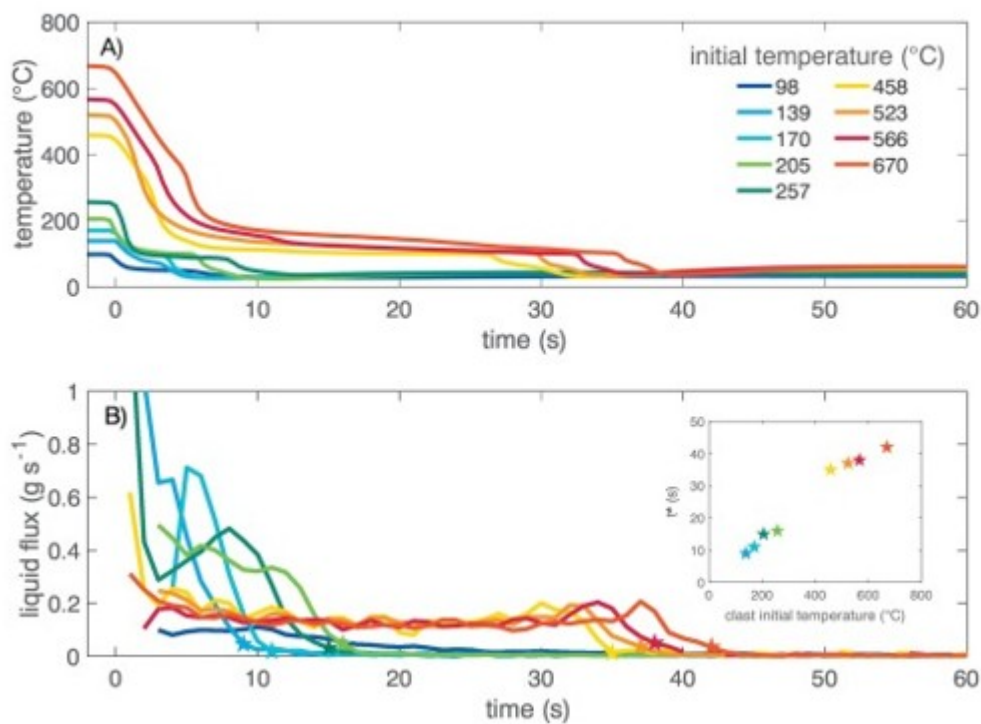 A)
800
600
400
200
0
temperature (°C)
initial temperature (°C)
98 458
139 523
170 566
205 670
257
0 10 20 30 40 50 60
time (s)
B)
1
0.8
0.6
0.4
0.2
0
liquid flux (g s⁻¹)
50
40
30
20
10
0
t* (s)
0 200 400 600 800
clast initial temperature (°C)
0 10 20 30 40 50 60
time (s)